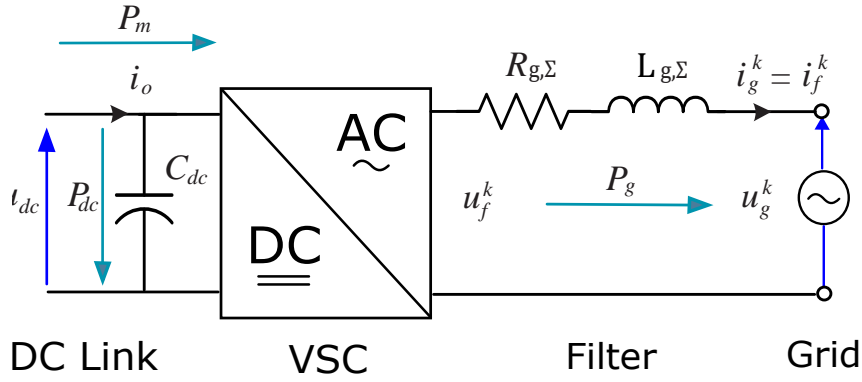 P_m
i_o
R_g,Σ
L_g,Σ
i_g^k = i_f^k
AC
C_dc
P_dc
u_f^k
P_g
u_g^k
DC
DC Link
VSC
Filter
Grid